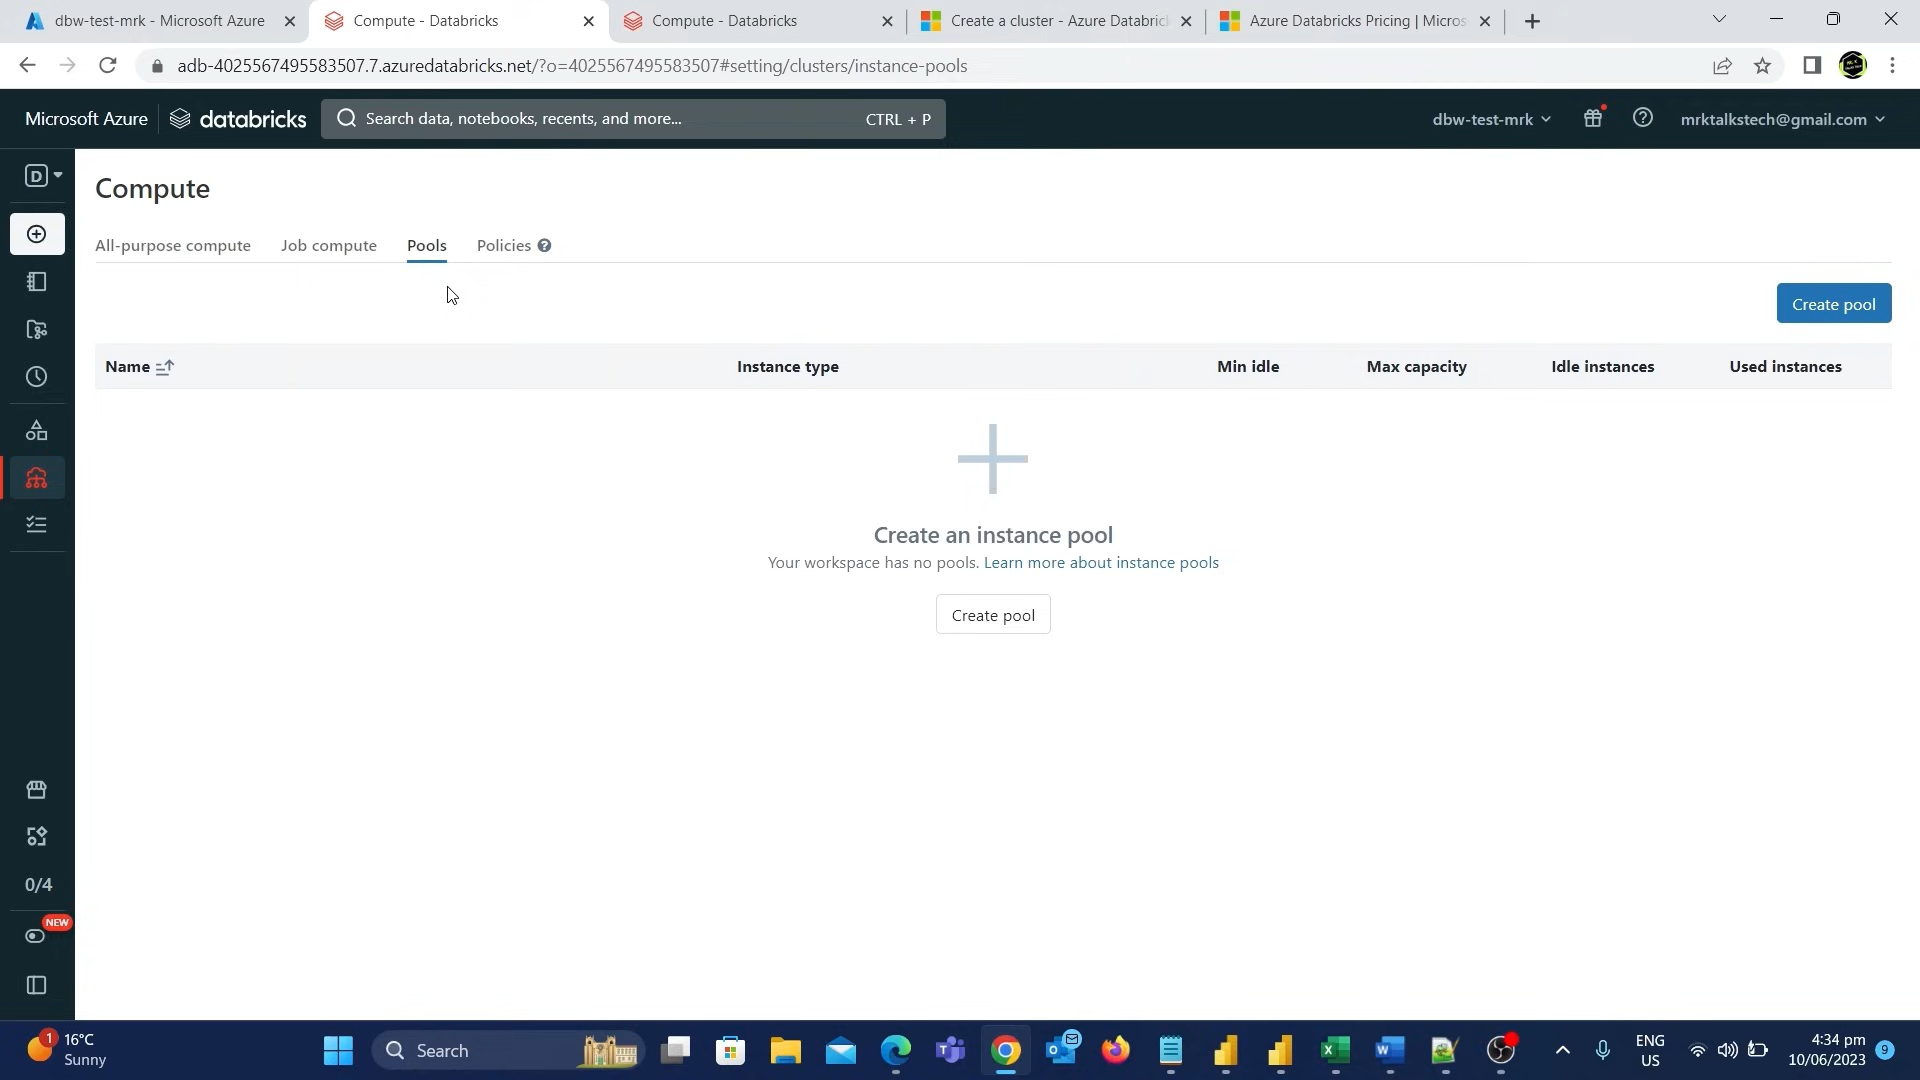 dbw-test-mrk - Microsoft Azure
Compute - Databricks
Compute - Databricks
Create a cluster - Azure Databric
Azure Databricks Pricing | Micros
adb-4025567495583507.7.azuredatabricks.net/?o=4025567495583507#setting/clusters/instance-pools
Microsoft Azure
databricks
Search data, notebooks, recents, and more...
CTRL + P
dbw-test-mrk
mrktalkstech@gmail.com
D
Compute
All-purpose compute
Job compute
Pools
Policies
Create pool
Name
Instance type
Min idle
Max capacity
Idle instances
Used instances
Create an instance pool
Your workspace has no pools. Learn more about instance pools
Create pool
0/4
NEW
1
16°C
Sunny
Search
ENG
US
4:34 pm
10/06/2023
9